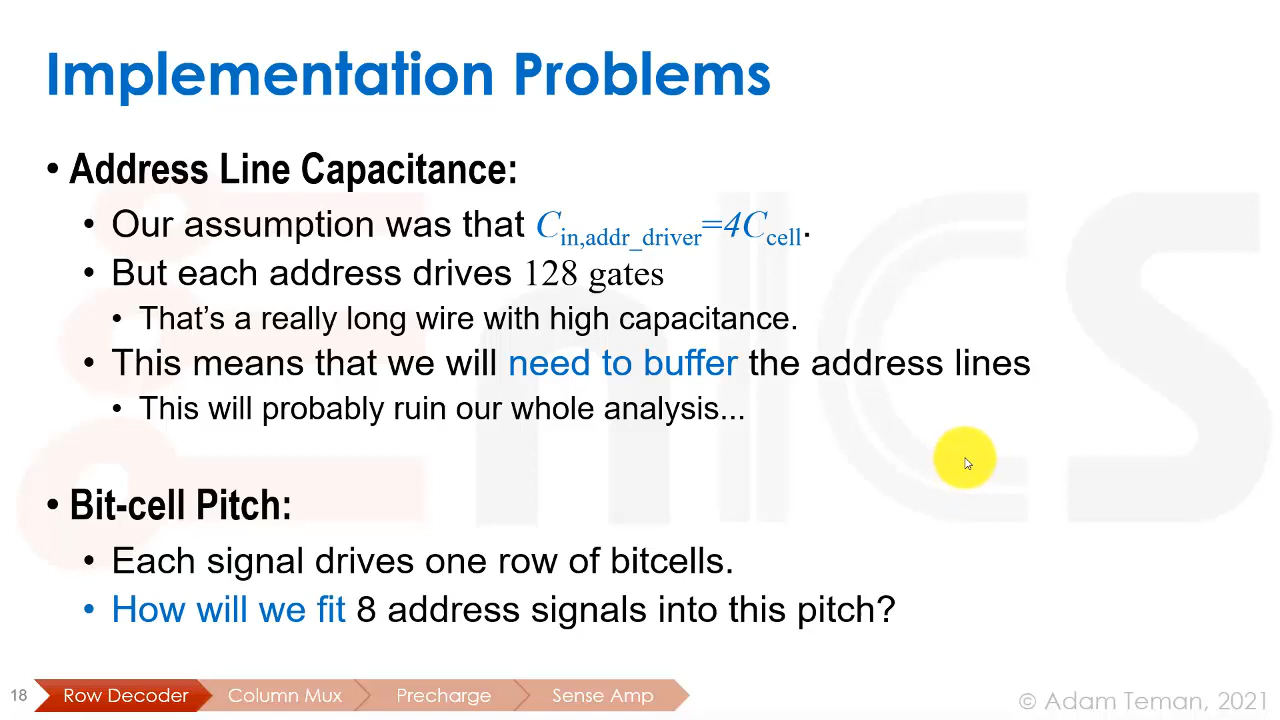 Implementation Problems
• Address Line Capacitance:
• Our assumption was that C_in,addr_driver=4C_cell.
• But each address drives 128 gates
• That’s a really long wire with high capacitance.
• This means that we will need to buffer the address lines
• This will probably ruin our whole analysis...
• Bit-cell Pitch:
• Each signal drives one row of bitcells.
• How will we fit 8 address signals into this pitch?
18 Row Decoder Column Mux Precharge Sense Amp
© Adam Teman, 2021
EnICS